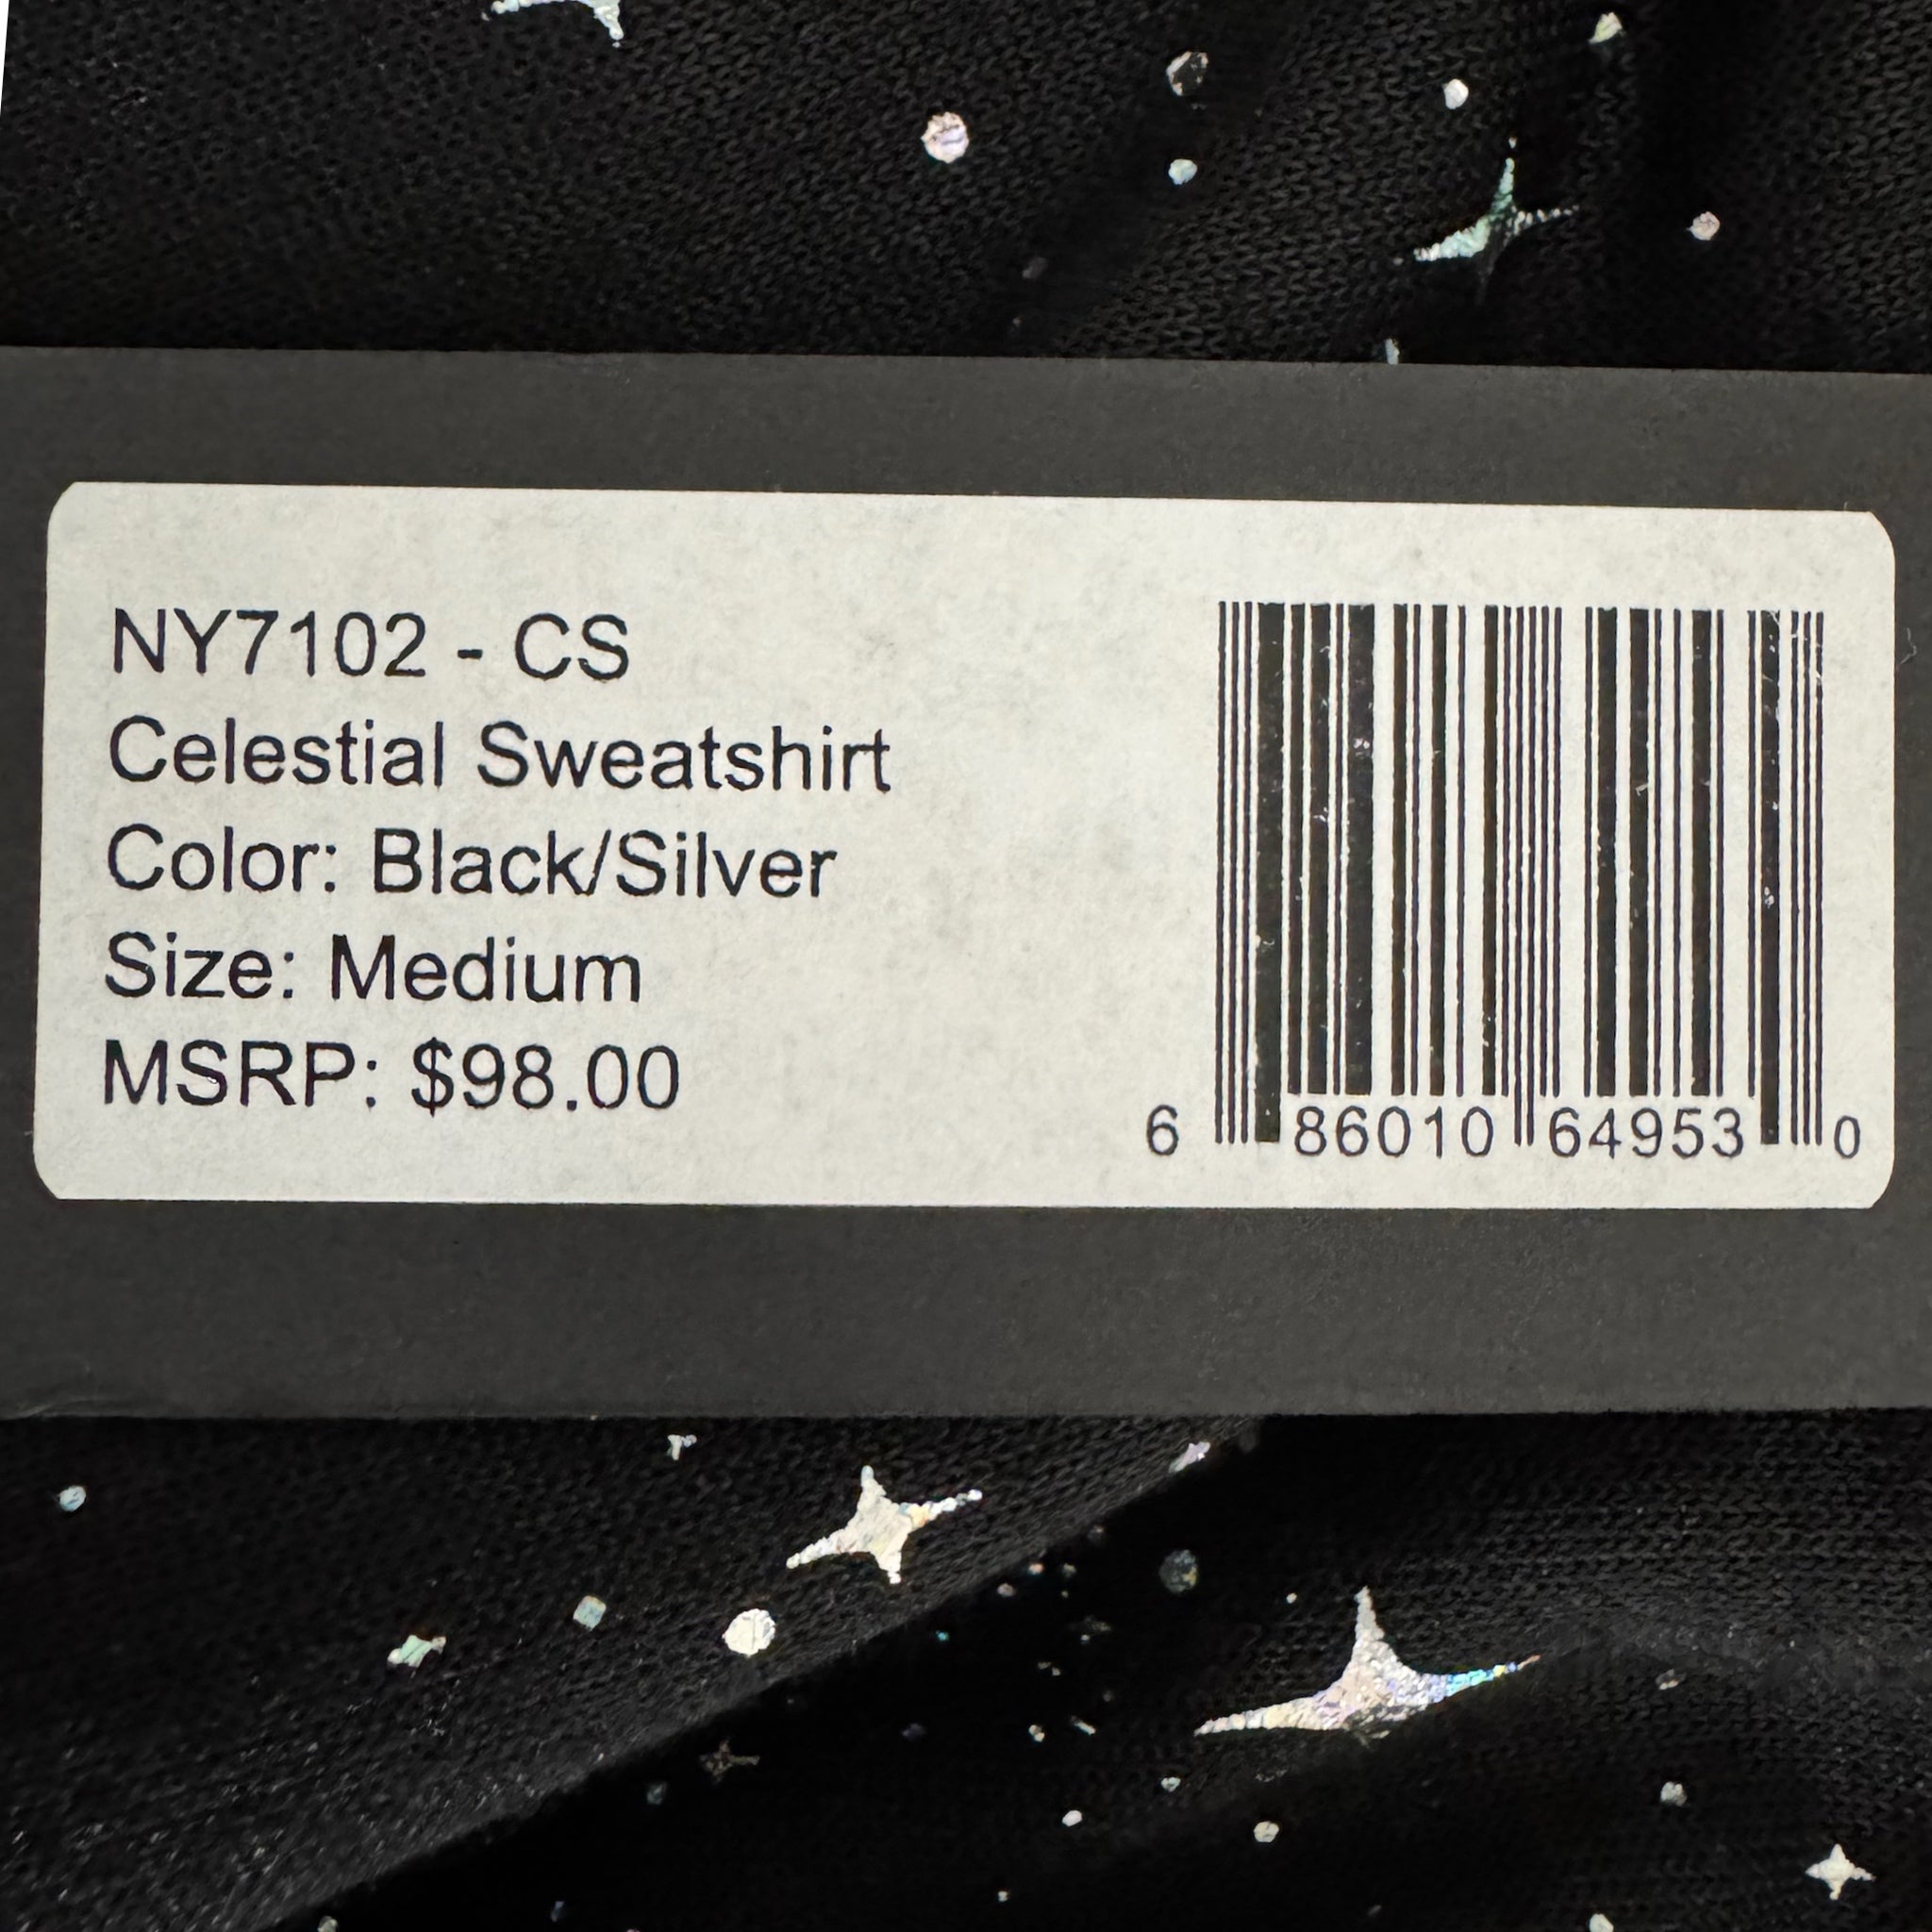 NY7102 - CS
Celestial Sweatshirt
Color: Black/Silver
Size: Medium
MSRP: $98.00
6 86010 64953 0